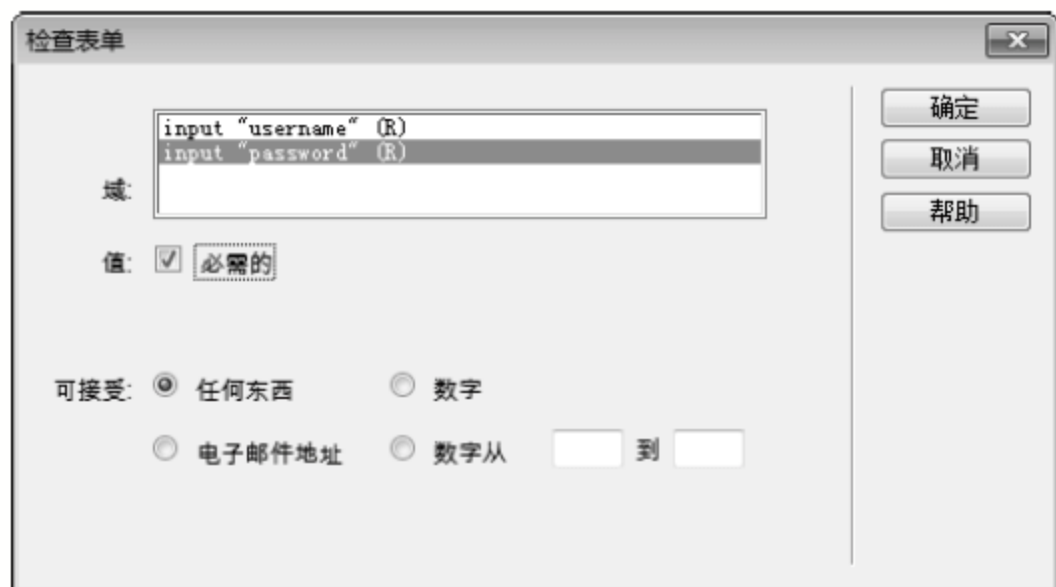 检查表单
input "username" (R)
input "password" (R)
域:
值: 必需的
可接受: 任何东西 数字
电子邮件地址 数字从 到
确定
取消
帮助